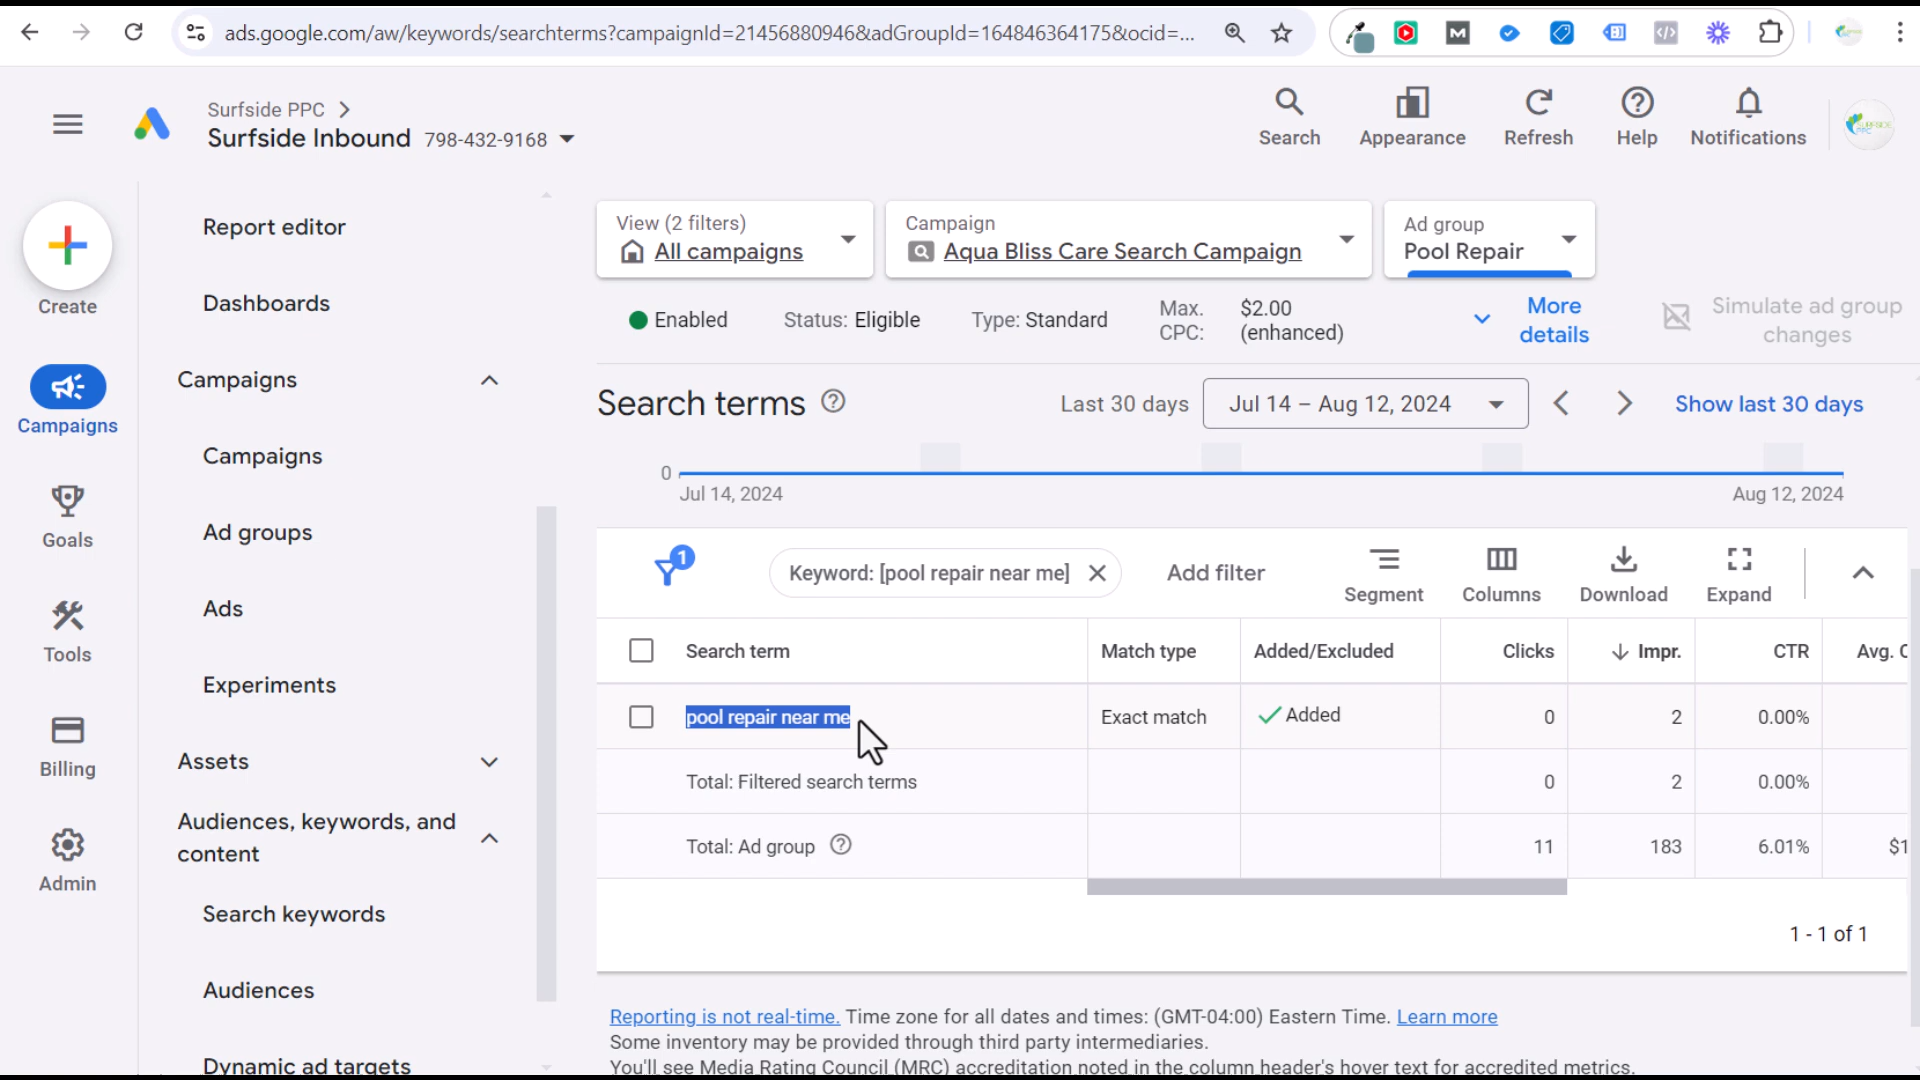 ads.google.com/aw/keywords/searchterms?campaignId=21456880946&adGroupId=164846364175&ocid=...
Surfside PPC
Surfside Inbound 798-432-9168
Search
Appearance
Refresh
Help
Notifications
Create
Campaigns
Goals
Tools
Billing
Admin
Report editor
Dashboards
Campaigns
Campaigns
Ad groups
Ads
Experiments
Assets
Audiences, keywords, and
content
Search keywords
Audiences
Dynamic ad targets
View (2 filters)
All campaigns
Campaign
Aqua Bliss Care Search Campaign
Ad group
Pool Repair
Enabled
Status: Eligible
Type: Standard
Max.
CPC:
$2.00
(enhanced)
More
details
Simulate ad group
changes
Search terms
Last 30 days
Jul 14 – Aug 12, 2024
Show last 30 days
0
Jul 14, 2024
Aug 12, 2024
1
Keyword: [pool repair near me]
Add filter
Segment
Columns
Download
Expand
Search term Match type Added/Excluded Clicks Impr. CTR Avg. C
pool repair near me Exact match Added 0 2 0.00%
Total: Filtered search terms 0 2 0.00%
Total: Ad group 11 183 6.01% $1
1 - 1 of 1
Reporting is not real-time. Time zone for all dates and times: (GMT-04:00) Eastern Time. Learn more
Some inventory may be provided through third party intermediaries.
You'll see Media Rating Council (MRC) accreditation noted in the column header's hover text for accredited metrics.